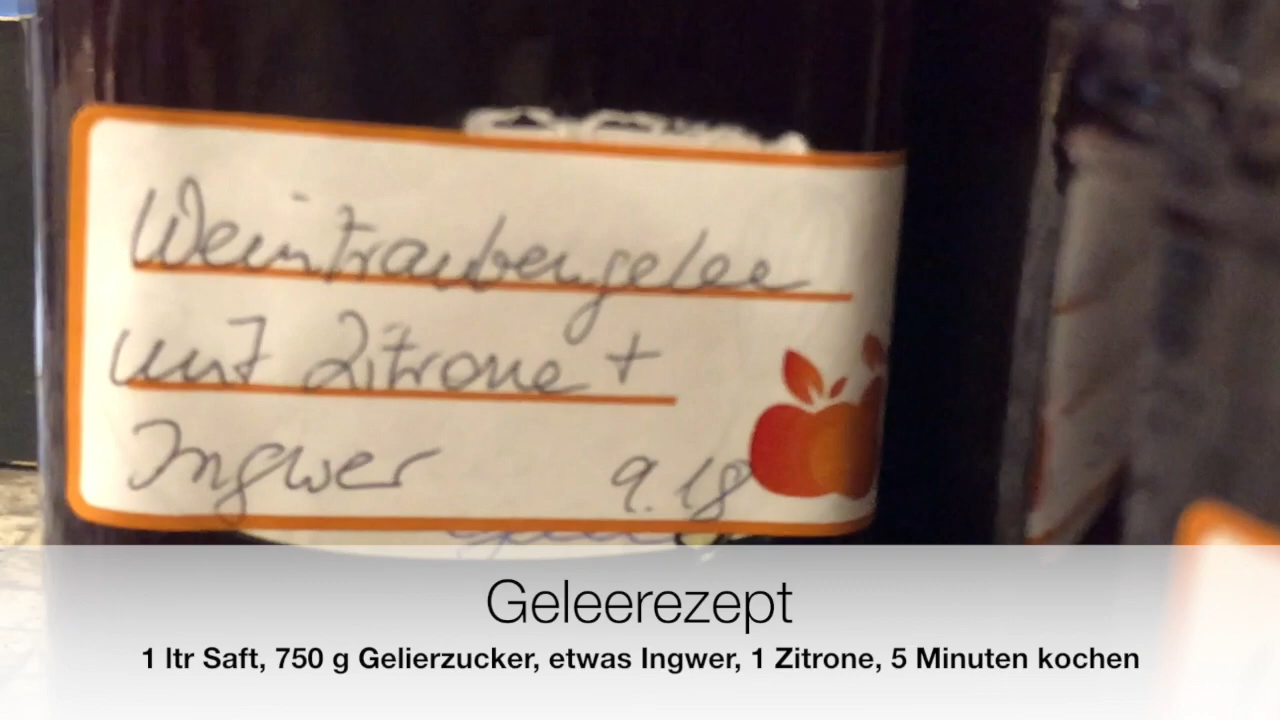 Weintraubengelee
mit Zitrone +
Ingwer 9.18
Geleerezept
1 ltr Saft, 750 g Gelierzucker, etwas Ingwer, 1 Zitrone, 5 Minuten kochen